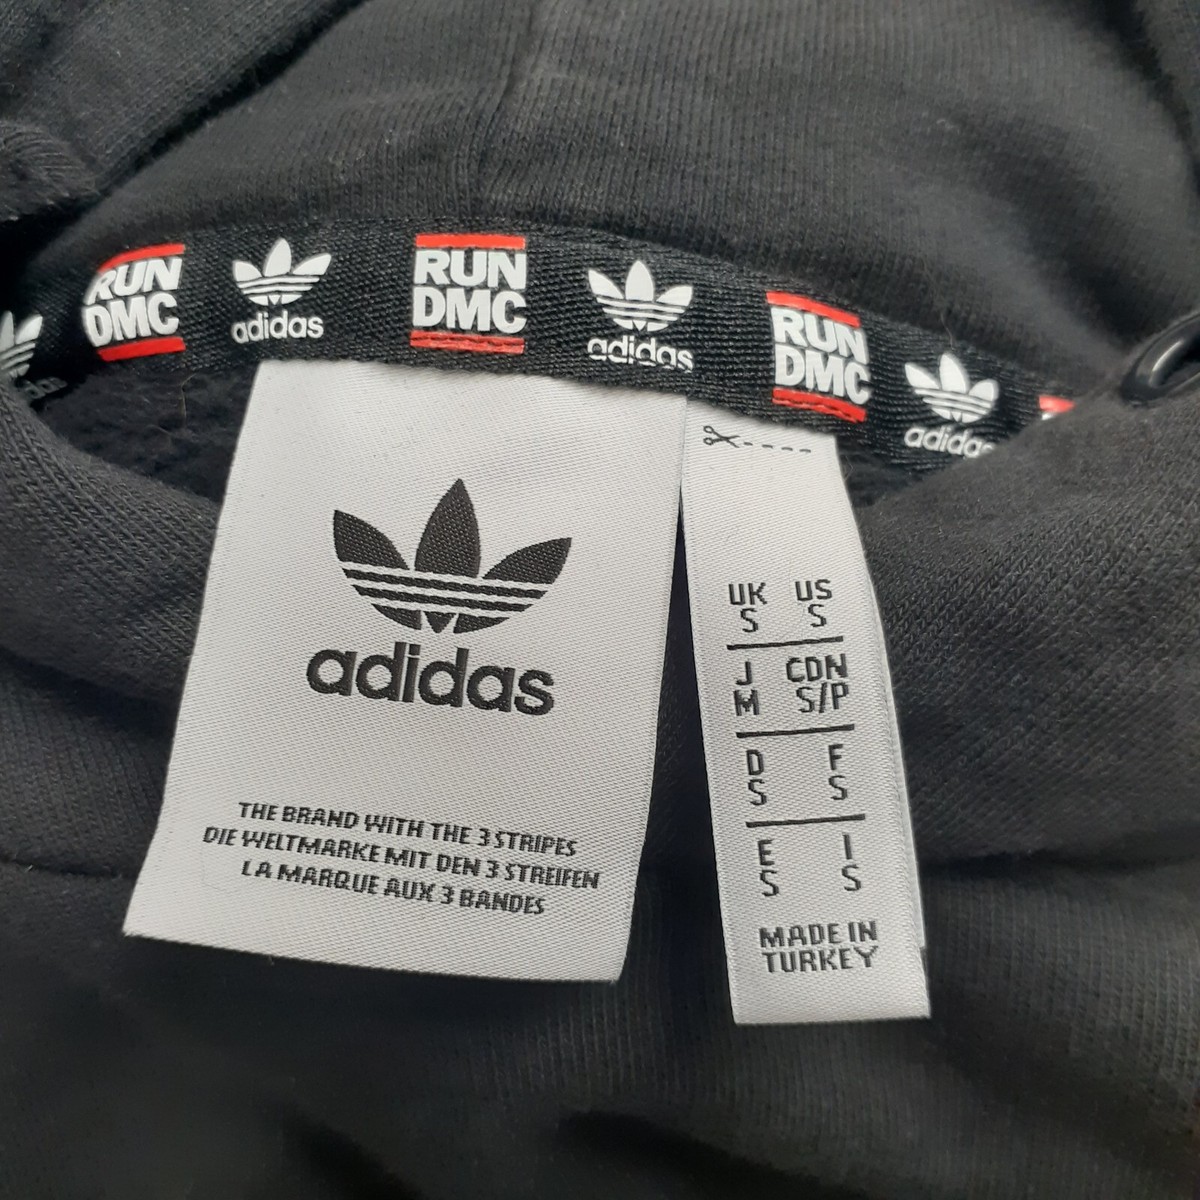 RUN
DMC
adidas
RUN
DMC
adidas
RUN
DMC
adidas
adidas
THE BRAND WITH THE 3 STRIPES
DIE WELTMARKE MIT DEN 3 STREIFEN
LA MARQUE AUX 3 BANDES
UK US
S S
J CDN
M S/P
D F
S S
E I
S S
MADE IN
TURKEY